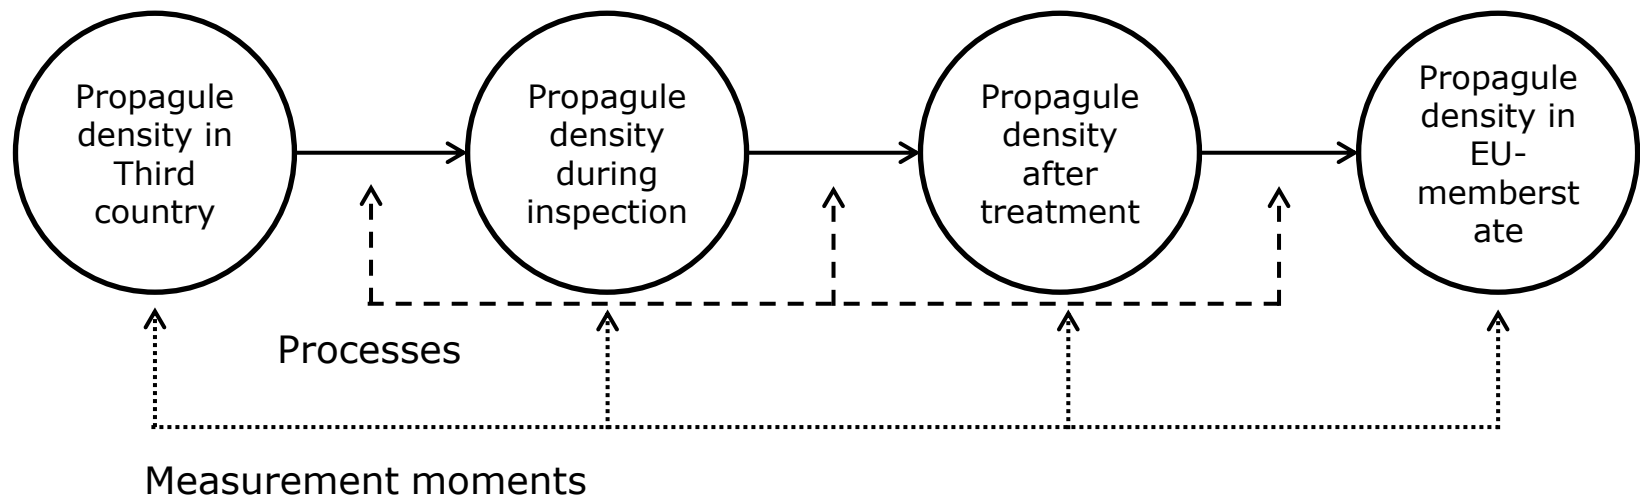 Propagule
density in
Third
country
Propagule
density
during
inspection
Propagule
density
after
treatment
Propagule
density in
EU-
memberst
ate
Processes
Measurement moments